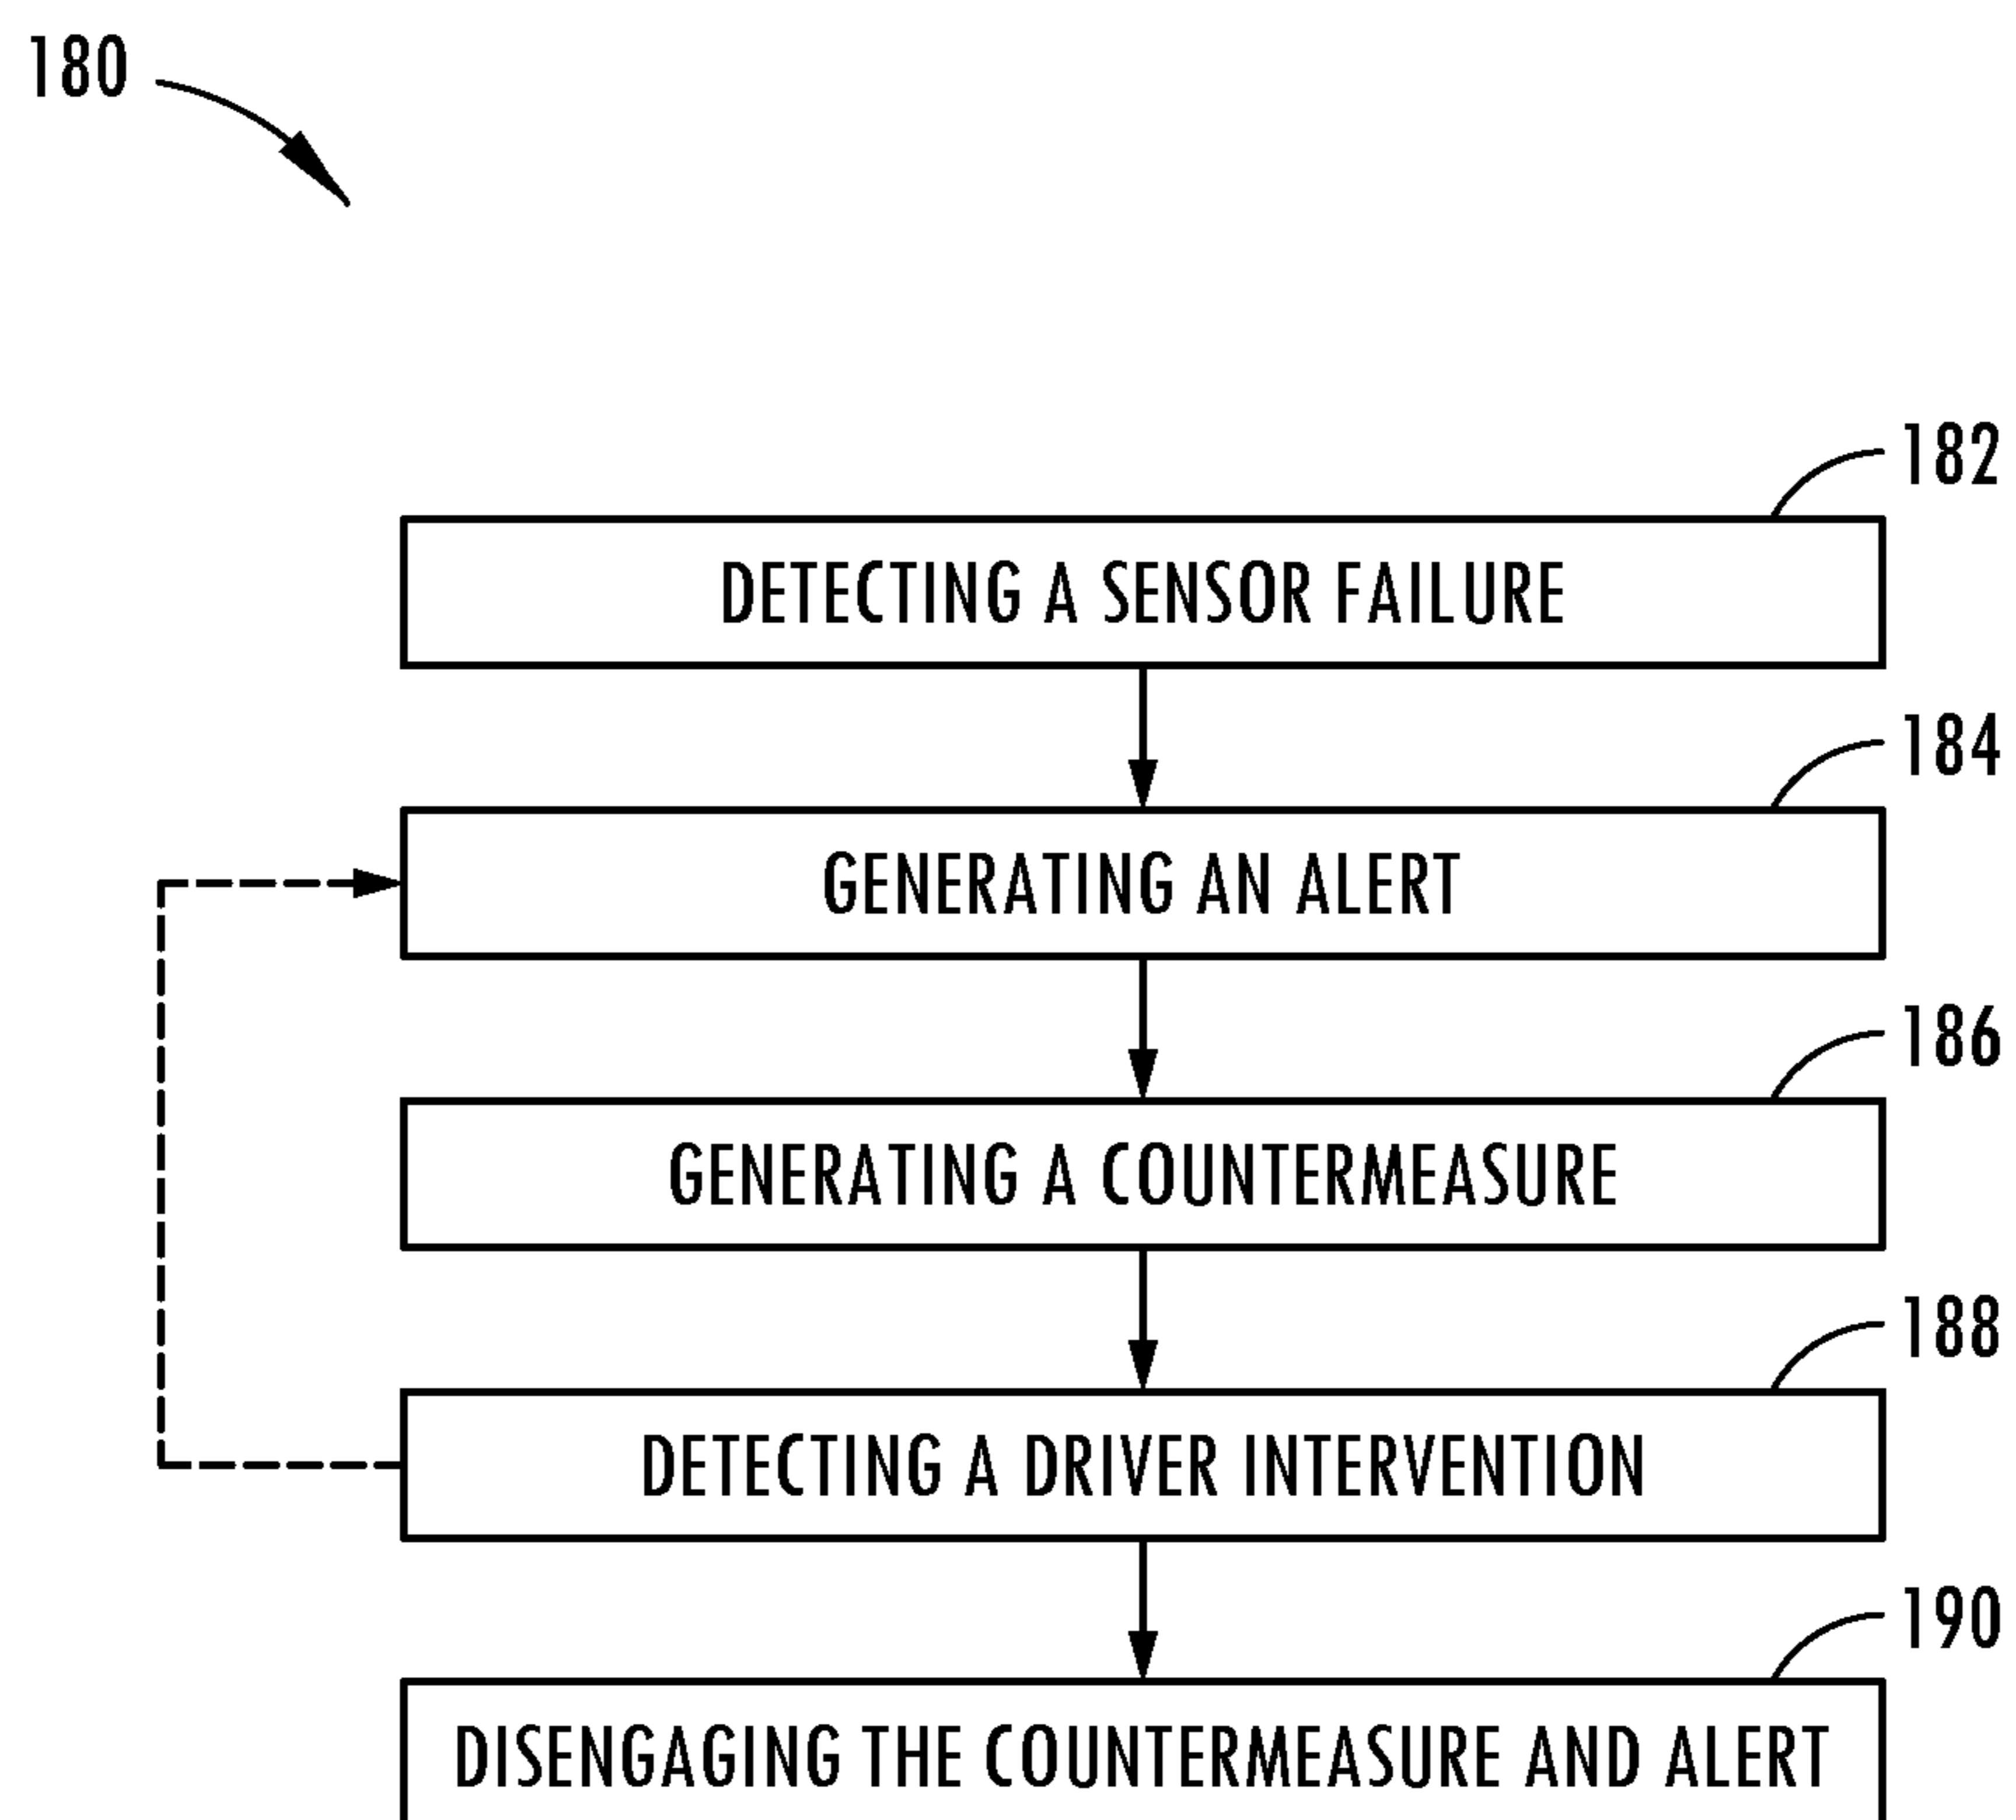 180
182
DETECTING A SENSOR FAILURE
184
GENERATING AN ALERT
186
GENERATING A COUNTERMEASURE
188
DETECTING A DRIVER INTERVENTION
190
DISENGAGING THE COUNTERMEASURE AND ALERT